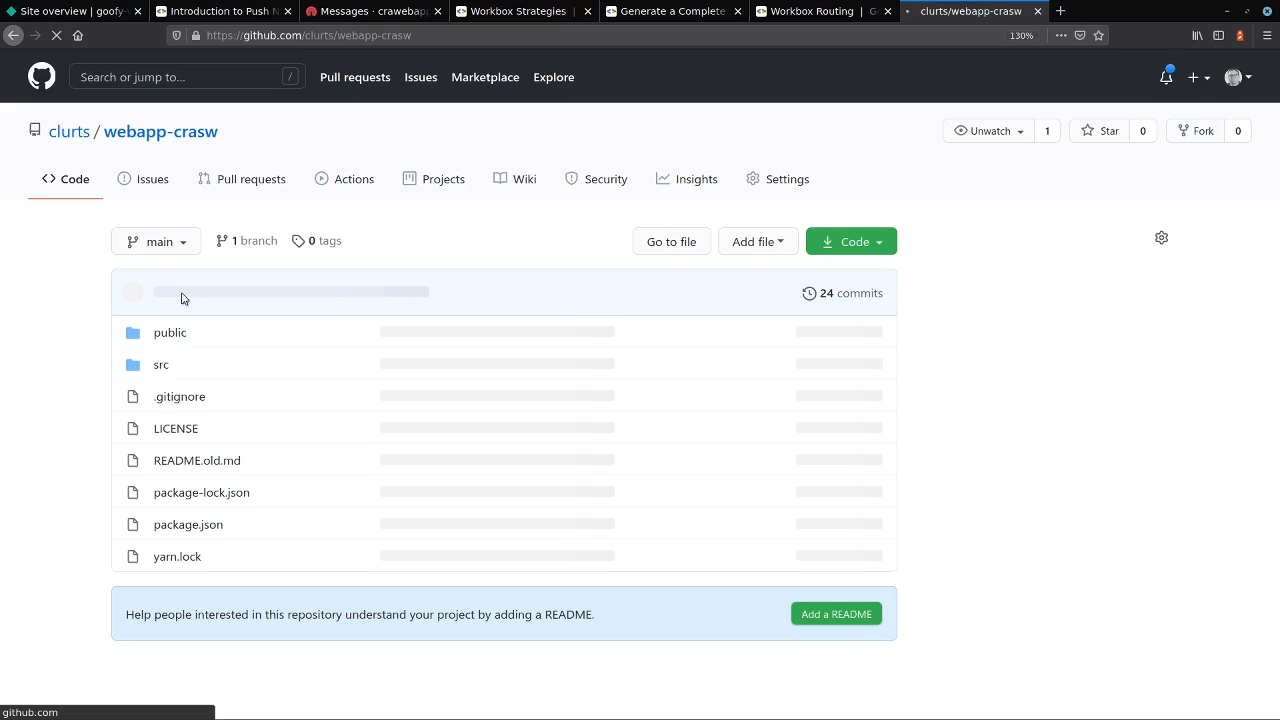 Site overview | goofy-
Introduction to Push N
Messages · crawebapp
Workbox Strategies |
Generate a Comple
Workbox Routing | G
clurts/webapp-crasw
https://github.com/clurts/webapp-crasw
130%
Search or jump to…
/
Pull requests
Issues
Marketplace
Explore
clurts / webapp-crasw
Unwatch 1
Star 0
Fork 0
Code
Issues
Pull requests
Actions
Projects
Wiki
Security
Insights
Settings
main
1 branch
0 tags
Go to file
Add file
Code
24 commits
public
src
.gitignore
LICENSE
README.old.md
package-lock.json
package.json
yarn.lock
Help people interested in this repository understand your project by adding a README.
Add a README
github.com